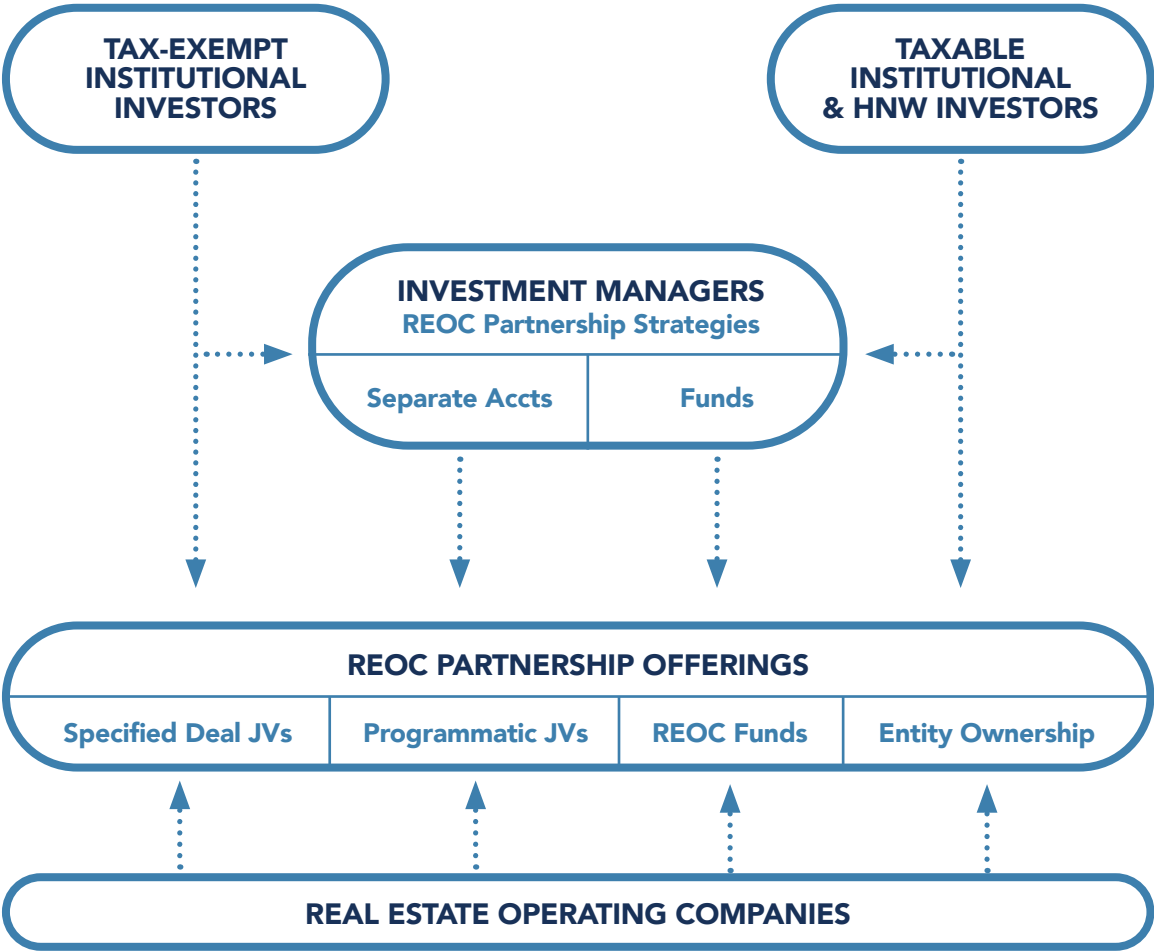 TAX-EXEMPT
INSTITUTIONAL
INVESTORS
TAXABLE
INSTITUTIONAL
& HNW INVESTORS
INVESTMENT MANAGERS
REOC Partnership Strategies
Separate Accts
Funds
REOC PARTNERSHIP OFFERINGS
Specified Deal JVs
Programmatic JVs
REOC Funds
Entity Ownership
REAL ESTATE OPERATING COMPANIES